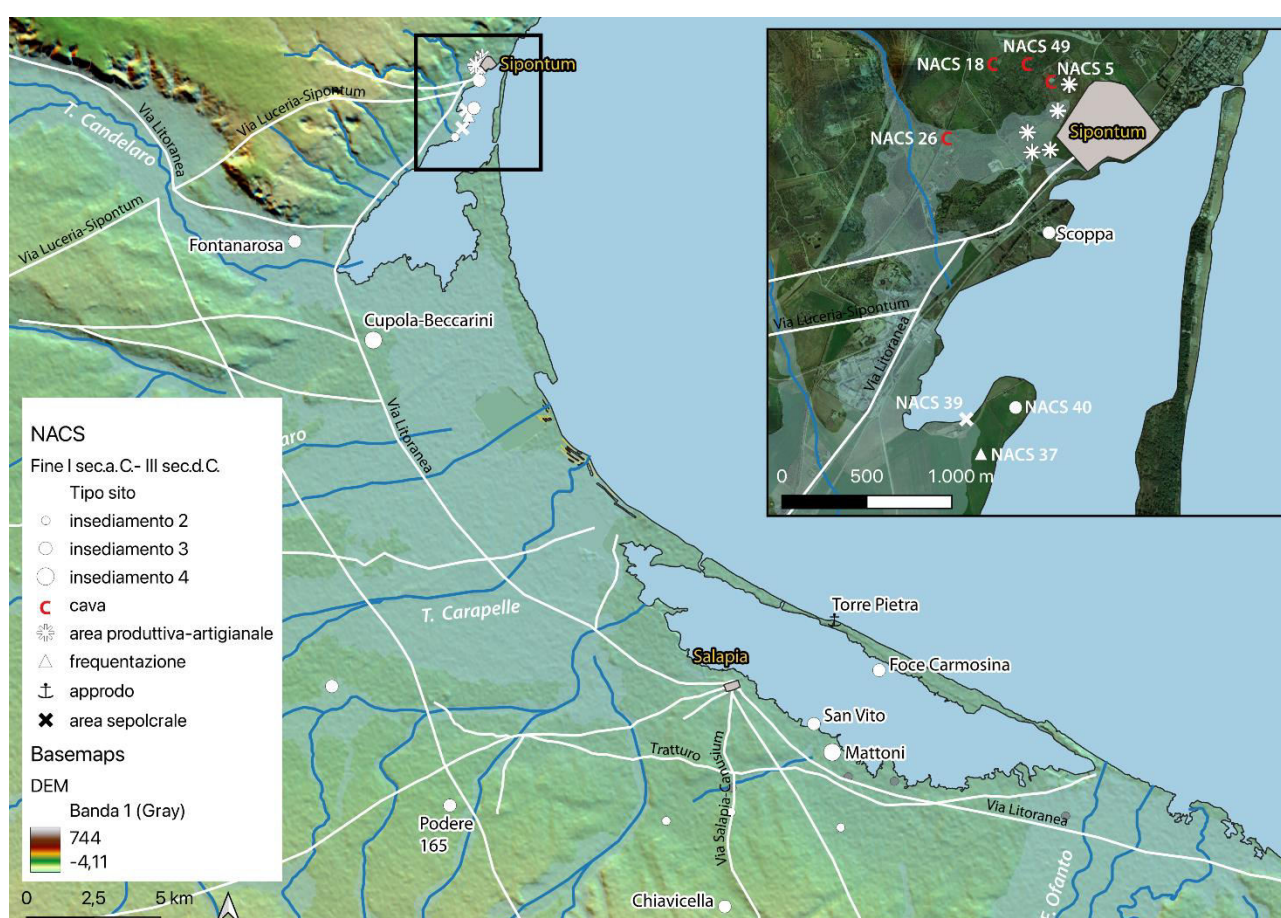 Sipontum
Via Luceria-Sipontum
Via Litoranea
T. Candelaro
Via Luceria-Sipontum
Fontanarosa
Cupola-Beccarini
Via Litoranea
T. Carapelle
Salapia
Torre Pietra
Foce Carmosina
San Vito
Mattoni
Tratturo
Via Salapia-Canusium
Via Litoranea
Podere
165
Chiavicella
F. Ofanto
NACS 49
NACS 18 C C NACS 5
C
NACS 26 C
Sipontum
Scoppa
Via Luceria-Sipontum
Via Litoranea
NACS 39
NACS 40
NACS 37
0 500 1.000 m
NACS
Fine I sec.a.C.- III sec.d.C.
Tipo sito
insediamento 2
insediamento 3
insediamento 4
C cava
area produttiva-artigianale
frequentazione
approdo
area sepolcrale
Basemaps
DEM
Banda 1 (Gray)
744
-4,11
0 2,5 5 km